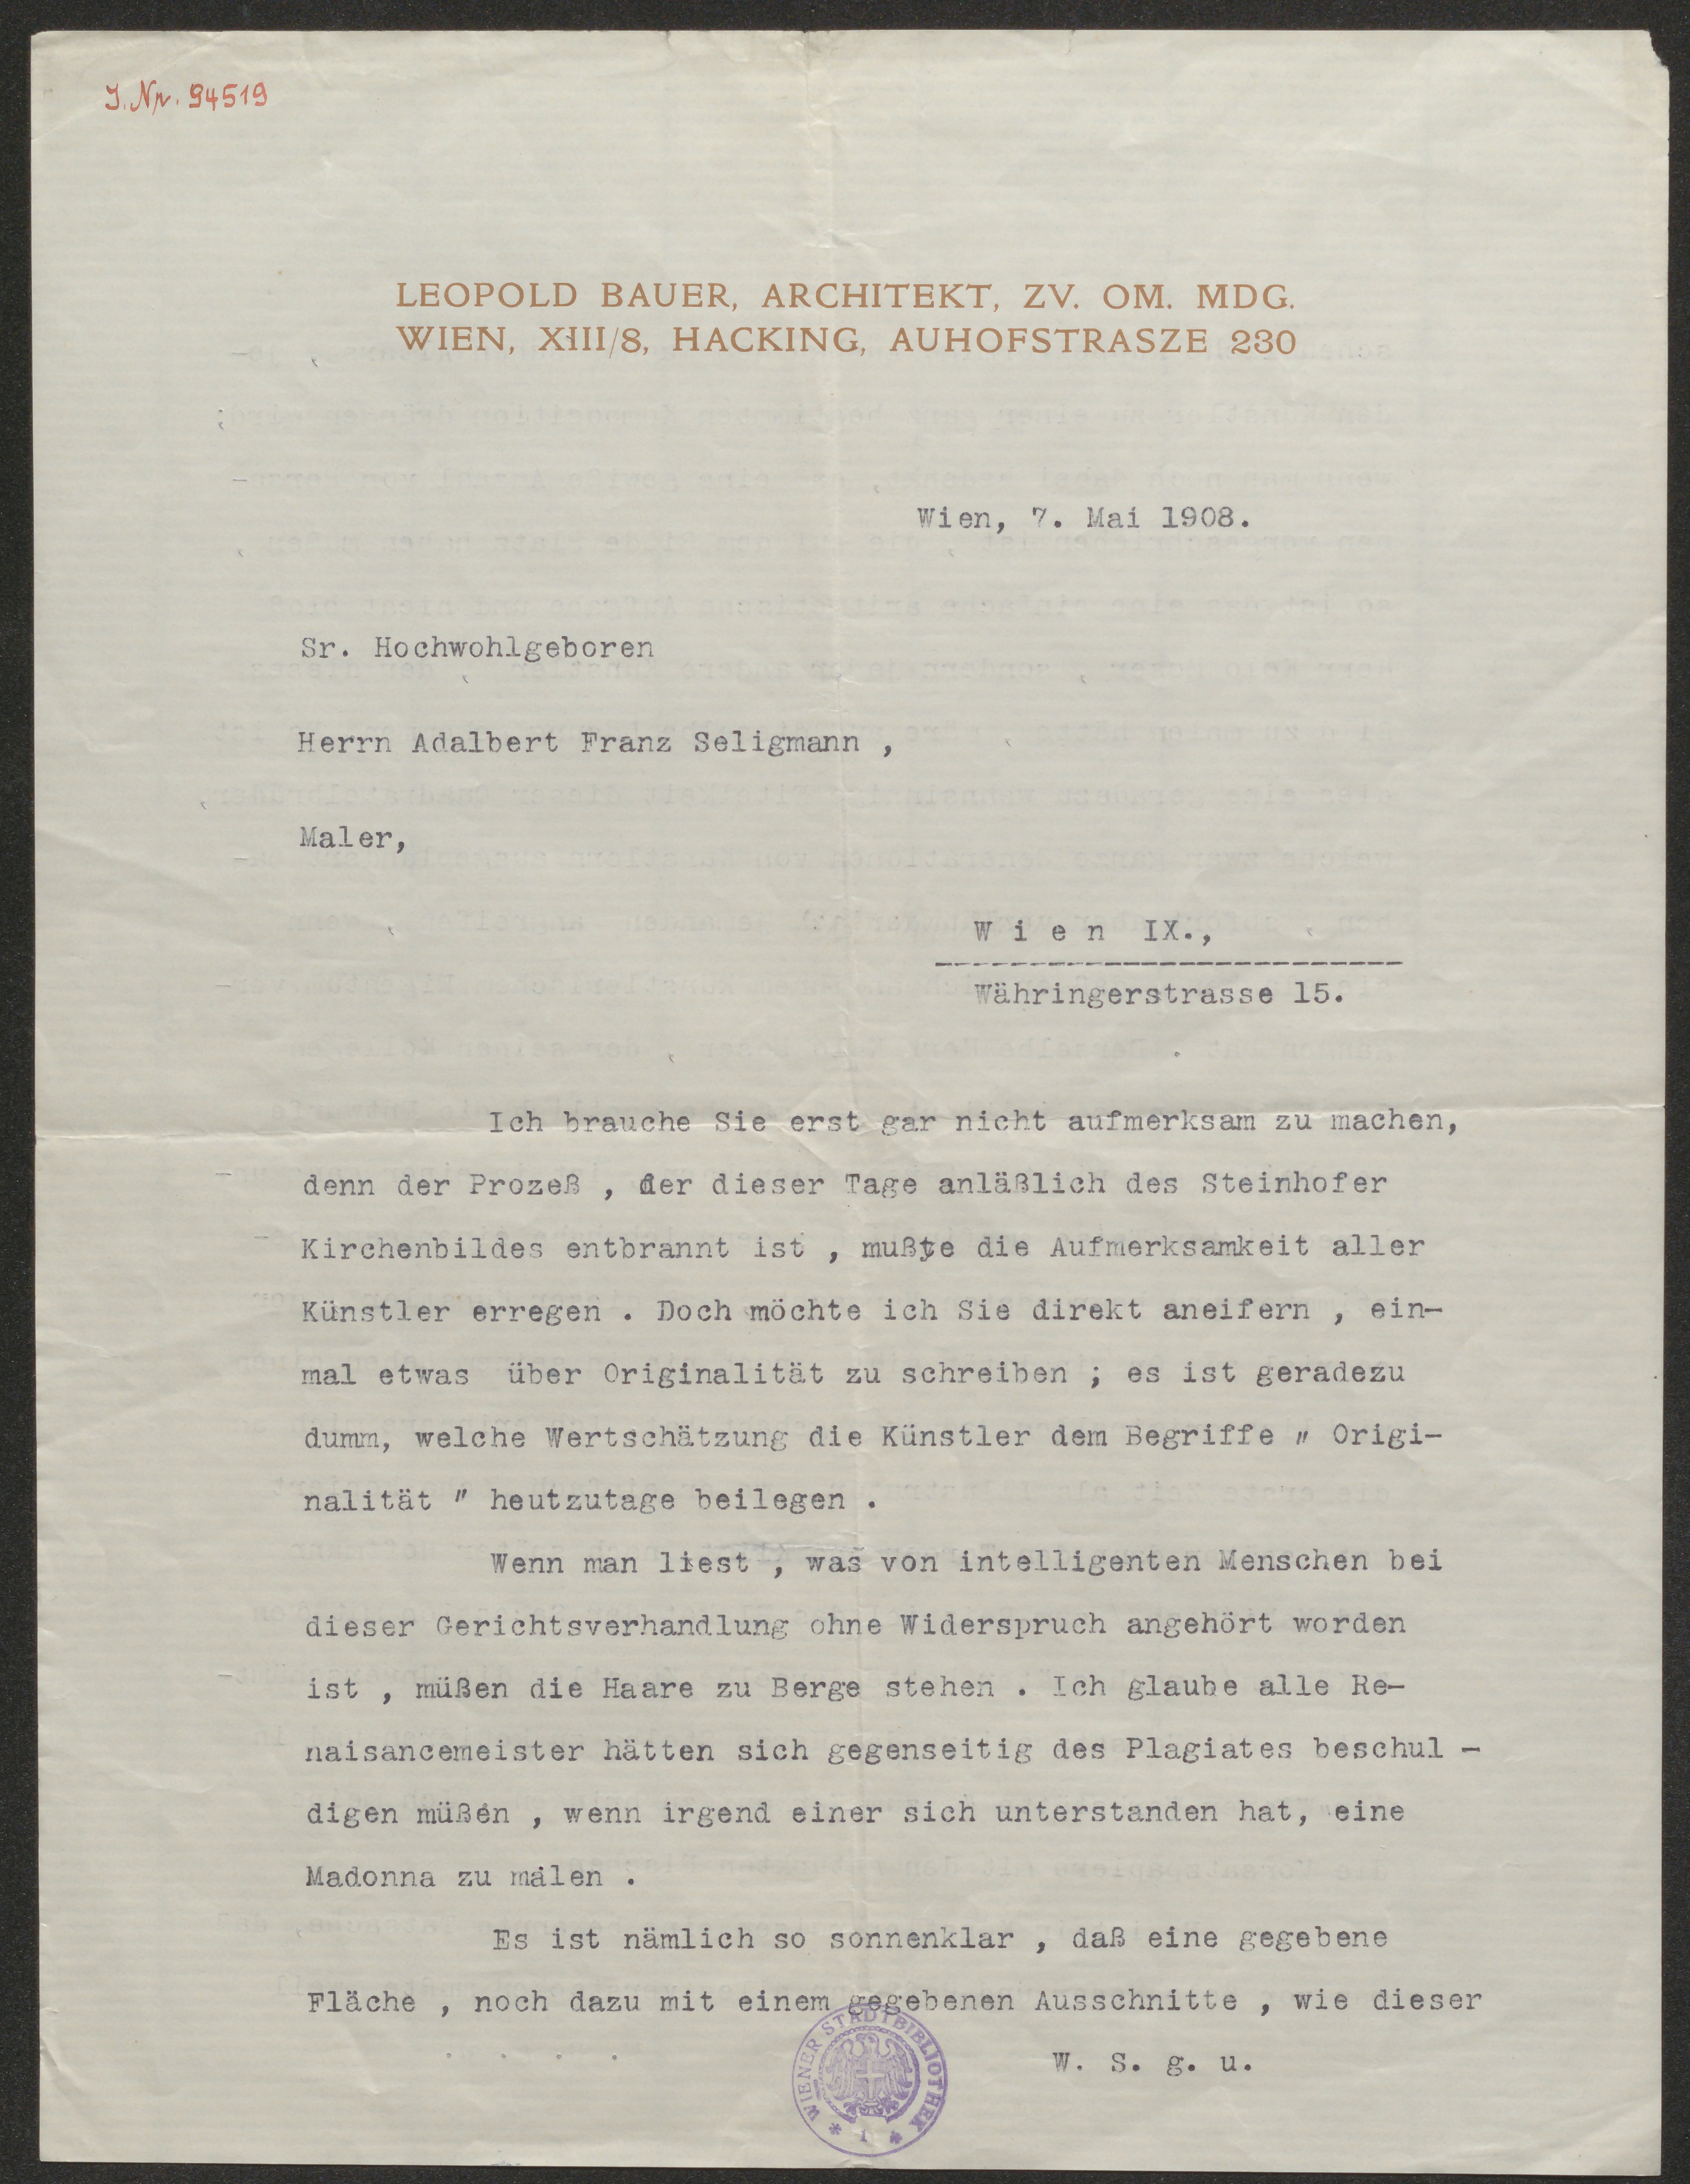 J.Nr. 94519
LEOPOLD BAUER, ARCHITEKT, ZV. OM. MDG.
WIEN, XIII/8, HACKING, AUHOFSTRASZE 230
Wien, 7. Mai 1908.
Sr. Hochwohlgeboren
Herrn Adalbert Franz Seligmann ,
Maler,
W i e n IX.,
Währingerstrasse 15.
Ich brauche Sie erst gar nicht aufmerksam zu machen,
denn der Prozeß , der dieser Tage anläßlich des Steinhofer
Kirchenbildes entbrannt ist , mußte die Aufmerksamkeit aller
Künstler erregen . Doch möchte ich Sie direkt aneifern , ein-
mal etwas über Originalität zu schreiben ; es ist geradezu
dumm, welche Wertschätzung die Künstler dem Begriffe " Origi-
nalität " heutzutage beilegen .
Wenn man liest , was von intelligenten Menschen bei
dieser Gerichtsverhandlung ohne Widerspruch angehört worden
ist , müßen die Haare zu Berge stehen . Ich glaube alle Re-
naisancemeister hätten sich gegenseitig des Plagiates beschul -
digen müßen , wenn irgend einer sich unterstanden hat, eine
Madonna zu malen .
Es ist nämlich so sonnenklar , daß eine gegebene
Fläche , noch dazu mit einem gegebenen Ausschnitte , wie dieser
W. S. g. u.
* WIENER STADTBIBLIOTHEK *
1